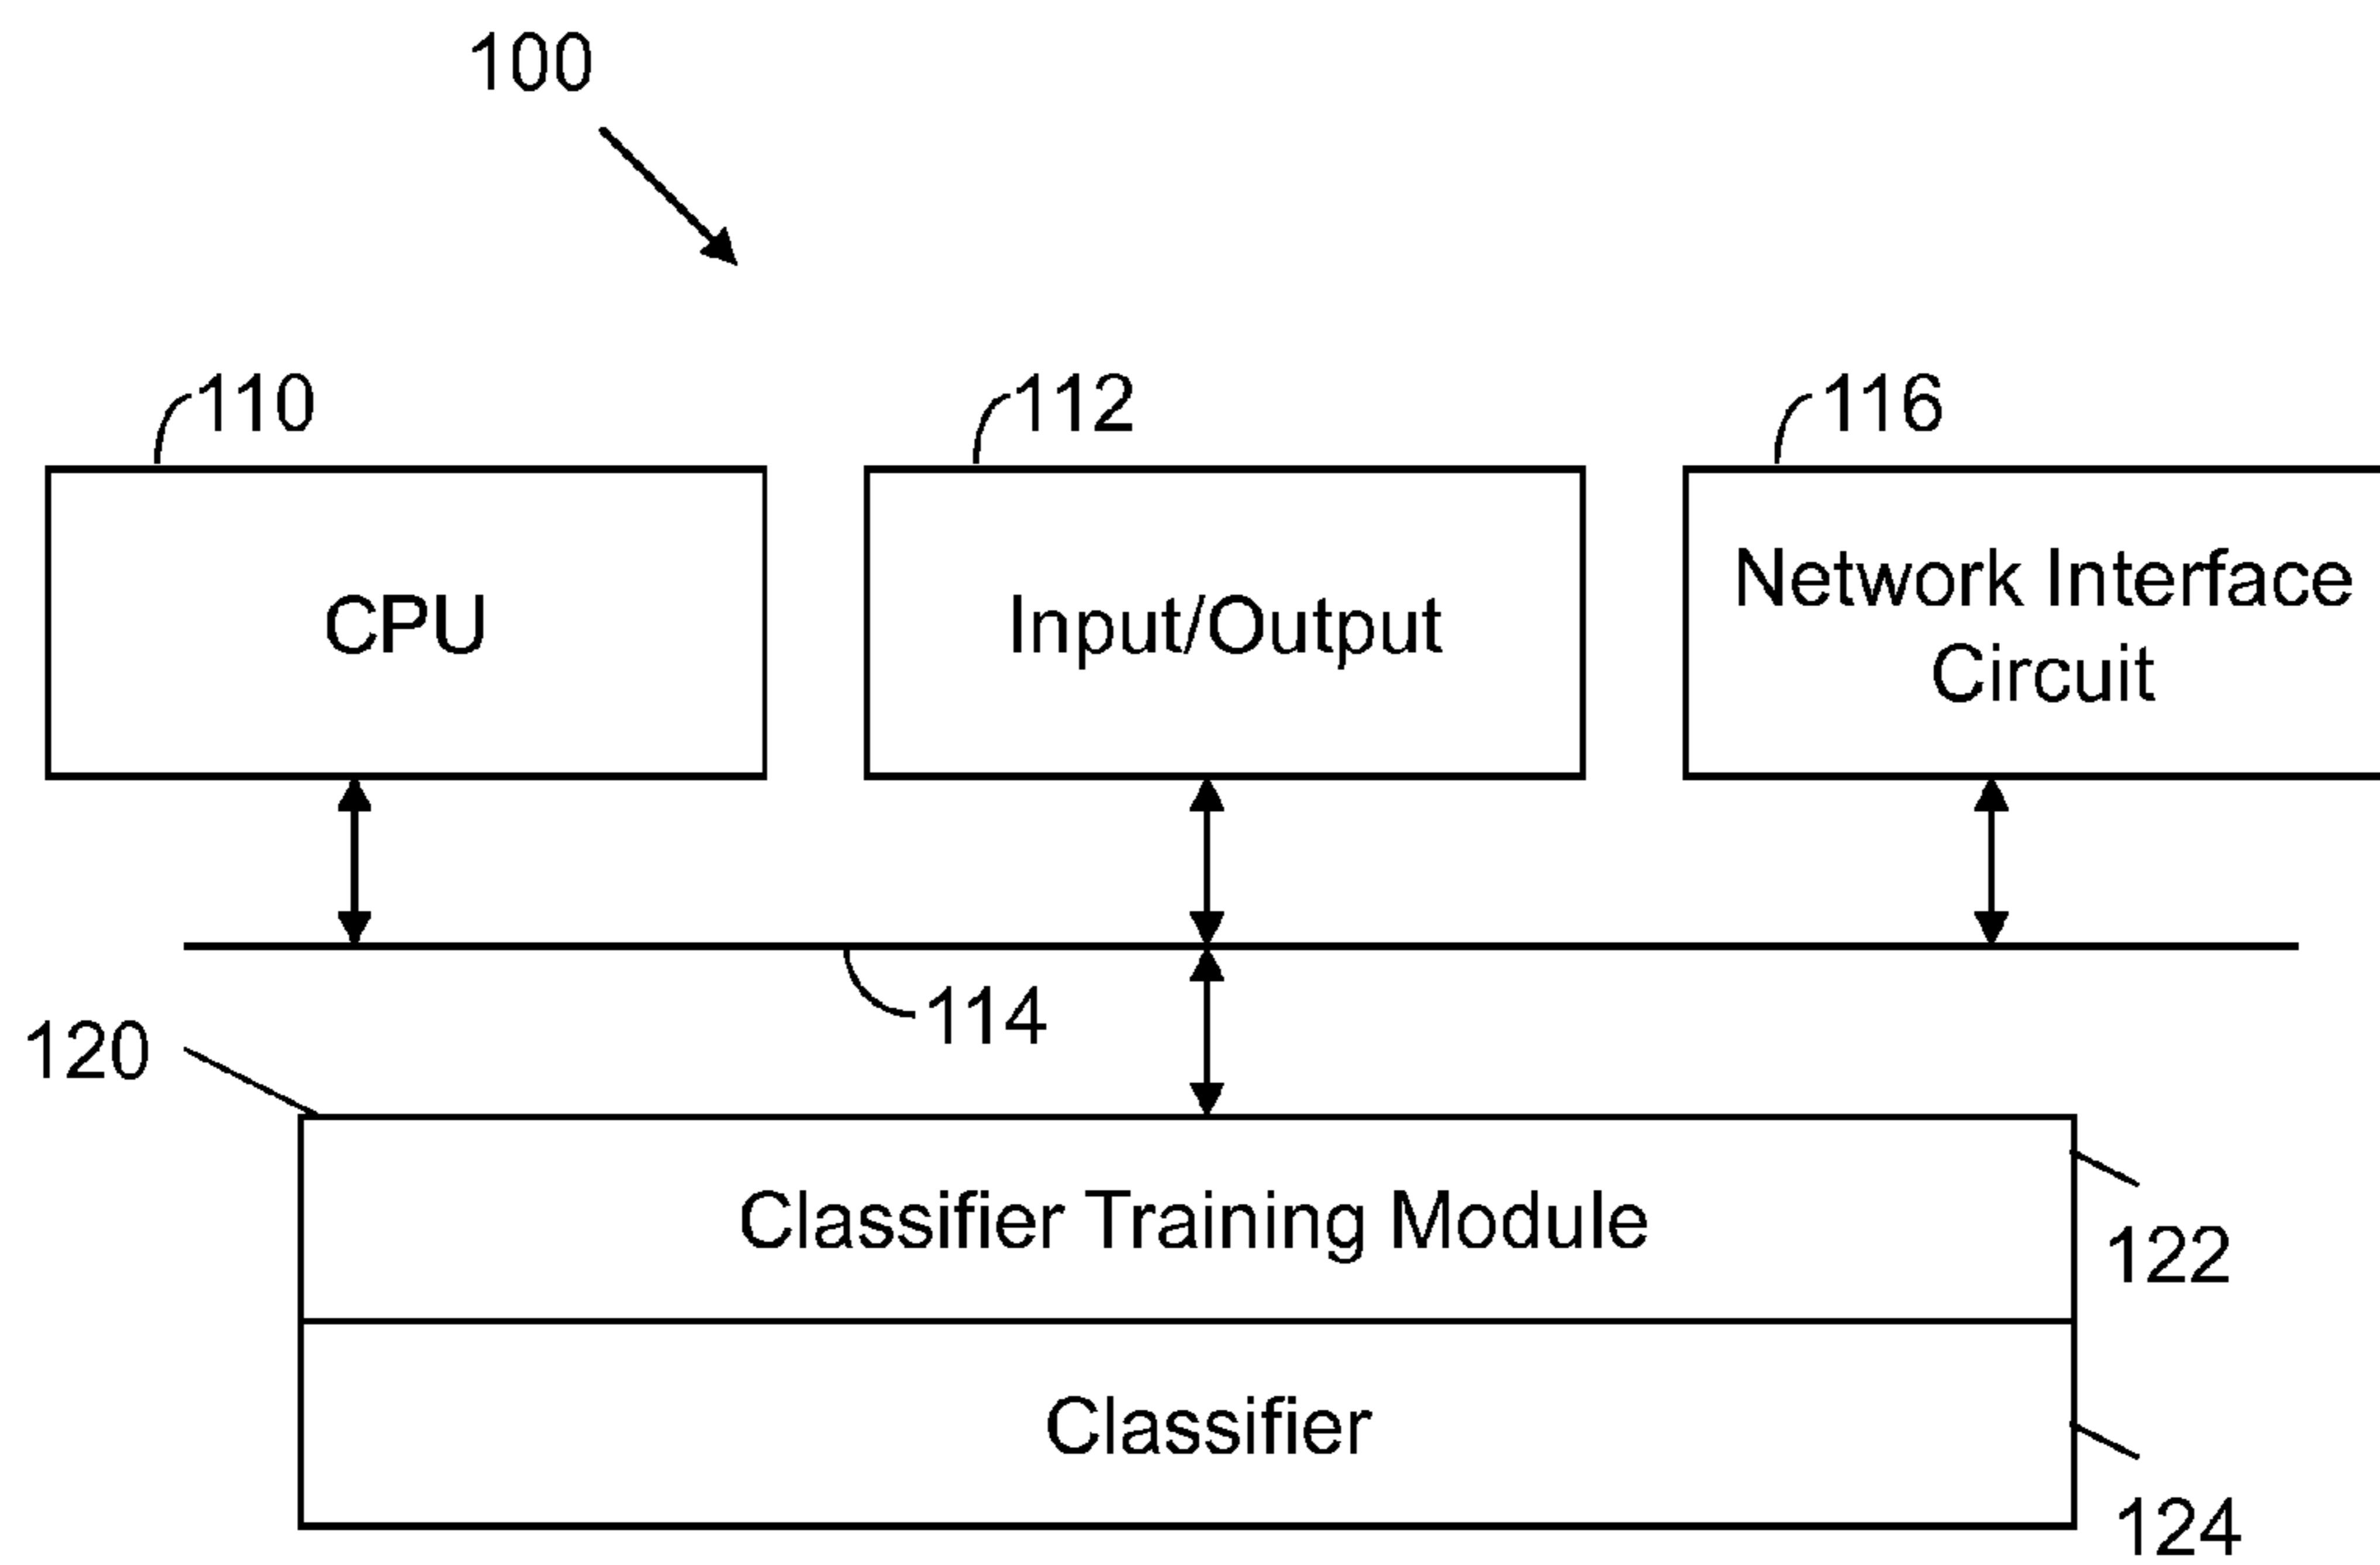 100
110
112
116
CPU
Input/Output
Network Interface
Circuit
114
120
Classifier Training Module
122
Classifier
124